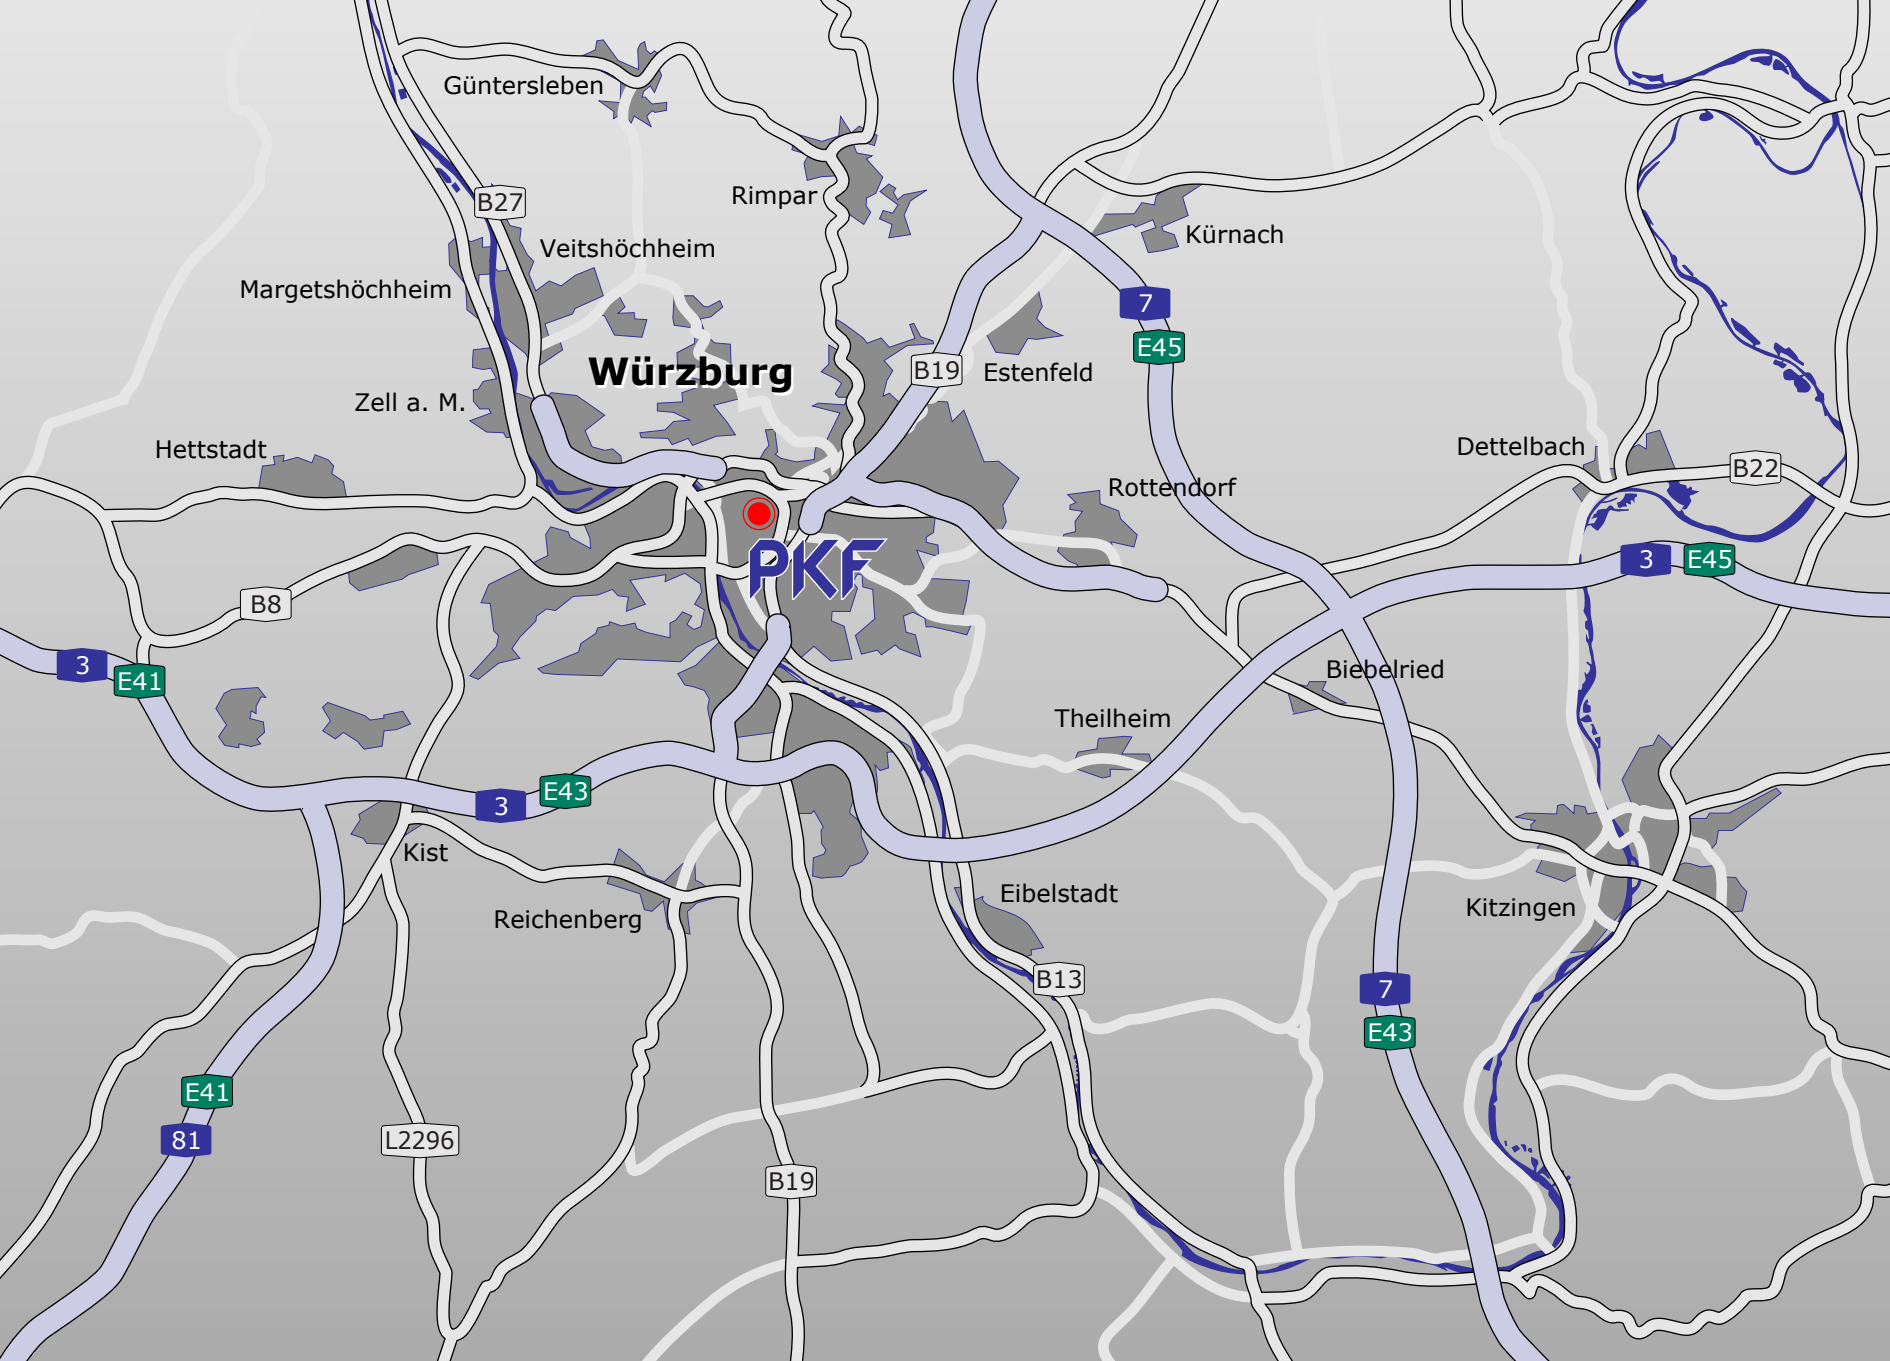 Güntersleben
Rimpar
B27
Veitshöchheim
Kürnach
Margetshöchheim
7
E45
Würzburg
B19
Estenfeld
Zell a. M.
Hettstadt
Dettelbach
B22
Rottendorf
PKF
3
E45
B8
3
E41
Biebelried
Theilheim
3
E43
Kist
Eibelstadt
Reichenberg
Kitzingen
B13
7
E43
E41
81
L2296
B19